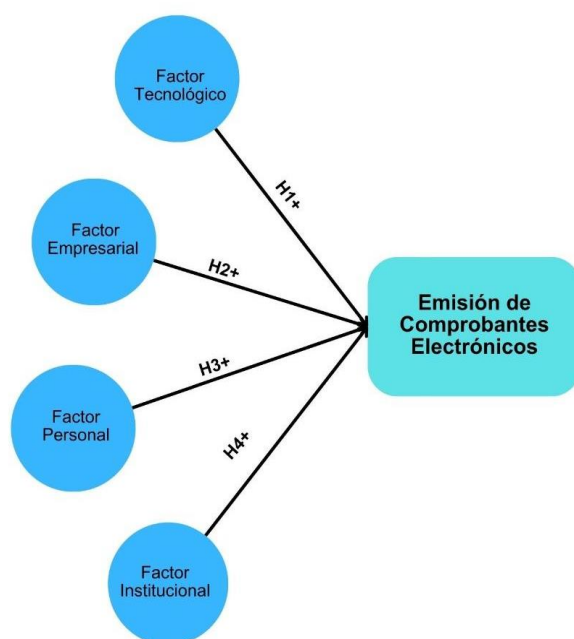 Factor
Tecnológico
H1+
Factor
Empresarial
H2+
Emisión de
Comprobantes
Electrónicos
H3+
Factor
Personal
H4+
Factor
Institucional